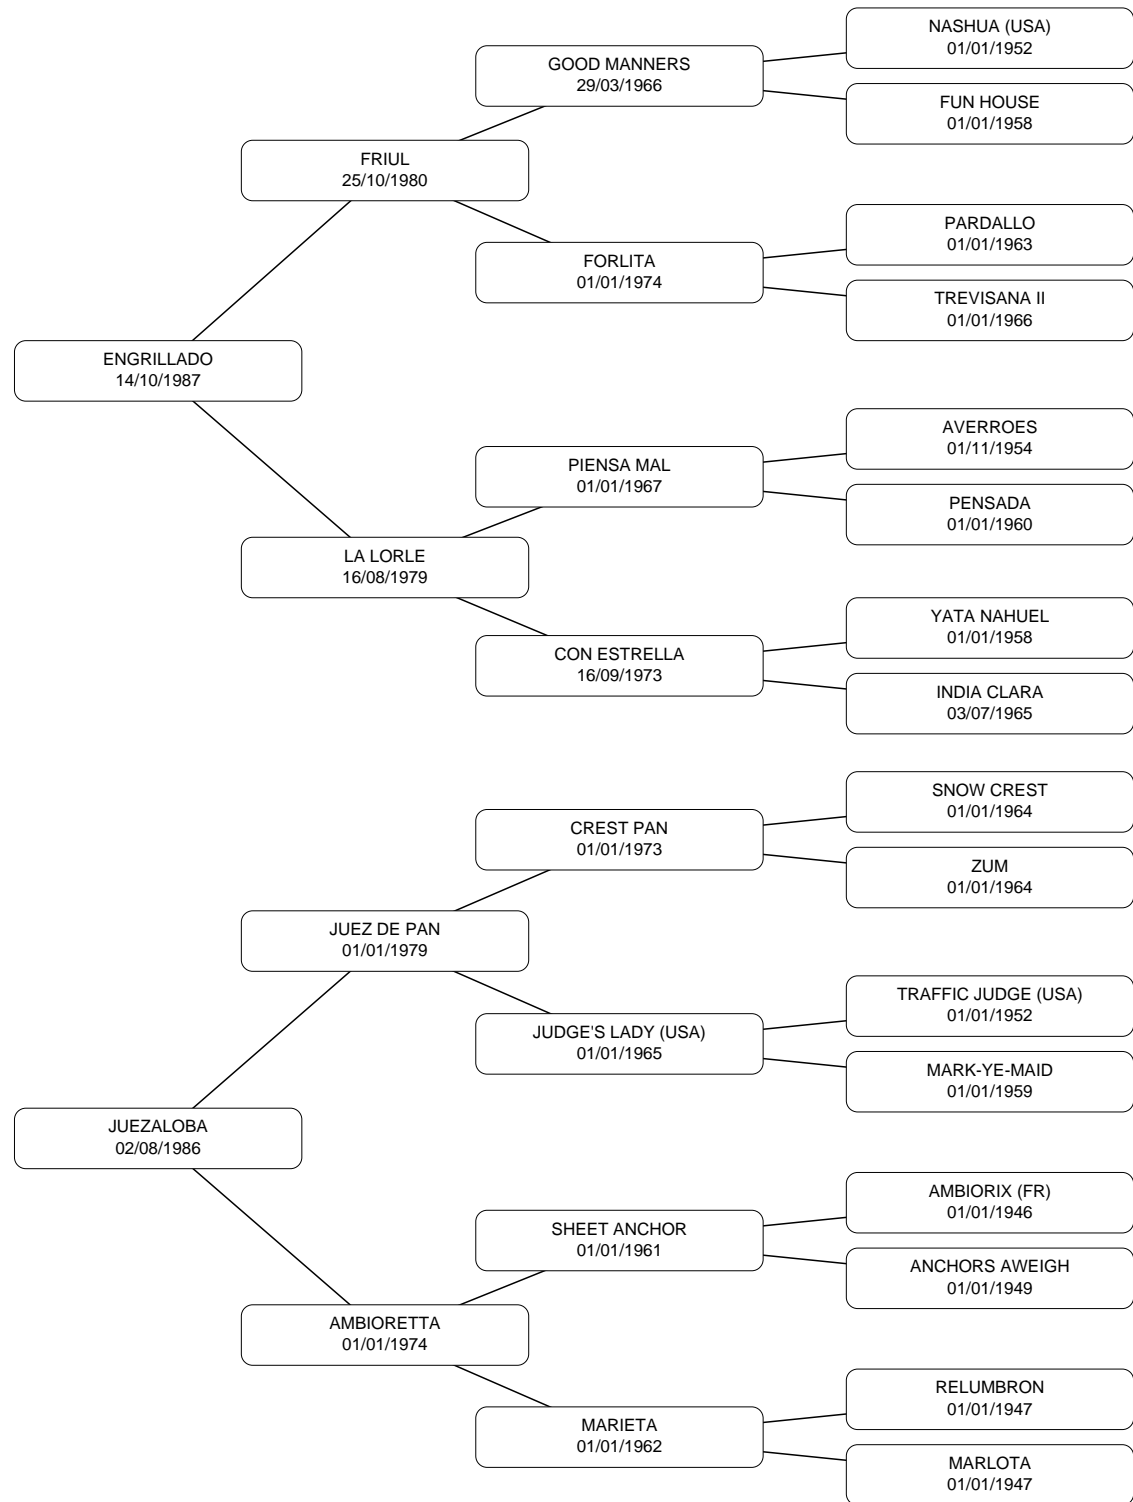 NASHUA (USA)
01/01/1952
GOOD MANNERS
29/03/1966
FUN HOUSE
01/01/1958
FRIUL
25/10/1980
PARDALLO
01/01/1963
FORLITA
01/01/1974
TREVISANA II
01/01/1966
ENGRILLADO
14/10/1987
AVERROES
01/11/1954
PIENSA MAL
01/01/1967
PENSADA
01/01/1960
LA LORLE
16/08/1979
YATA NAHUEL
01/01/1958
CON ESTRELLA
16/09/1973
INDIA CLARA
03/07/1965
SNOW CREST
01/01/1964
CREST PAN
01/01/1973
ZUM
01/01/1964
JUEZ DE PAN
01/01/1979
TRAFFIC JUDGE (USA)
01/01/1952
JUDGE'S LADY (USA)
01/01/1965
MARK-YE-MAID
01/01/1959
JUEZALOBA
02/08/1986
AMBIORIX (FR)
01/01/1946
SHEET ANCHOR
01/01/1961
ANCHORS AWEIGH
01/01/1949
AMBIORETTA
01/01/1974
RELUMBRON
01/01/1947
MARIETA
01/01/1962
MARLOTA
01/01/1947